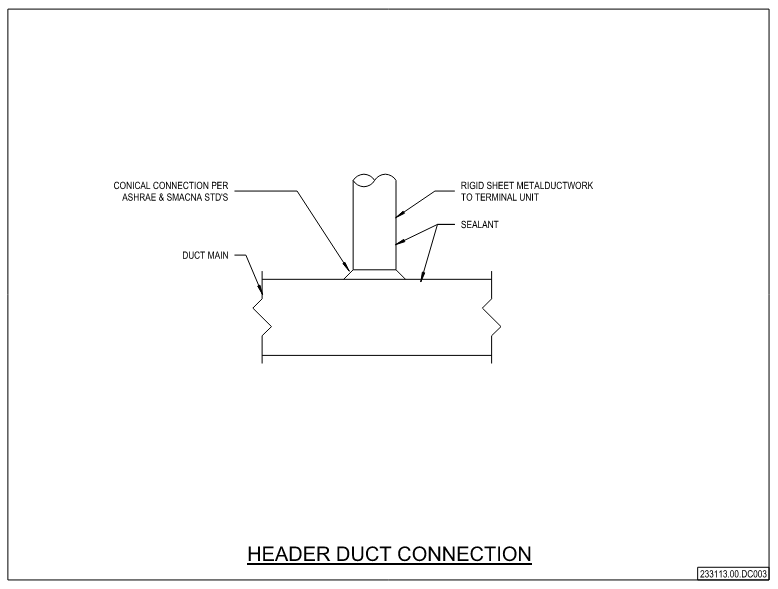 CONICAL CONNECTION PER
ASHRAE & SMACNA STD'S
RIGID SHEET METALDUCTWORK
TO TERMINAL UNIT
SEALANT
DUCT MAIN
HEADER DUCT CONNECTION
233113.00.DC003